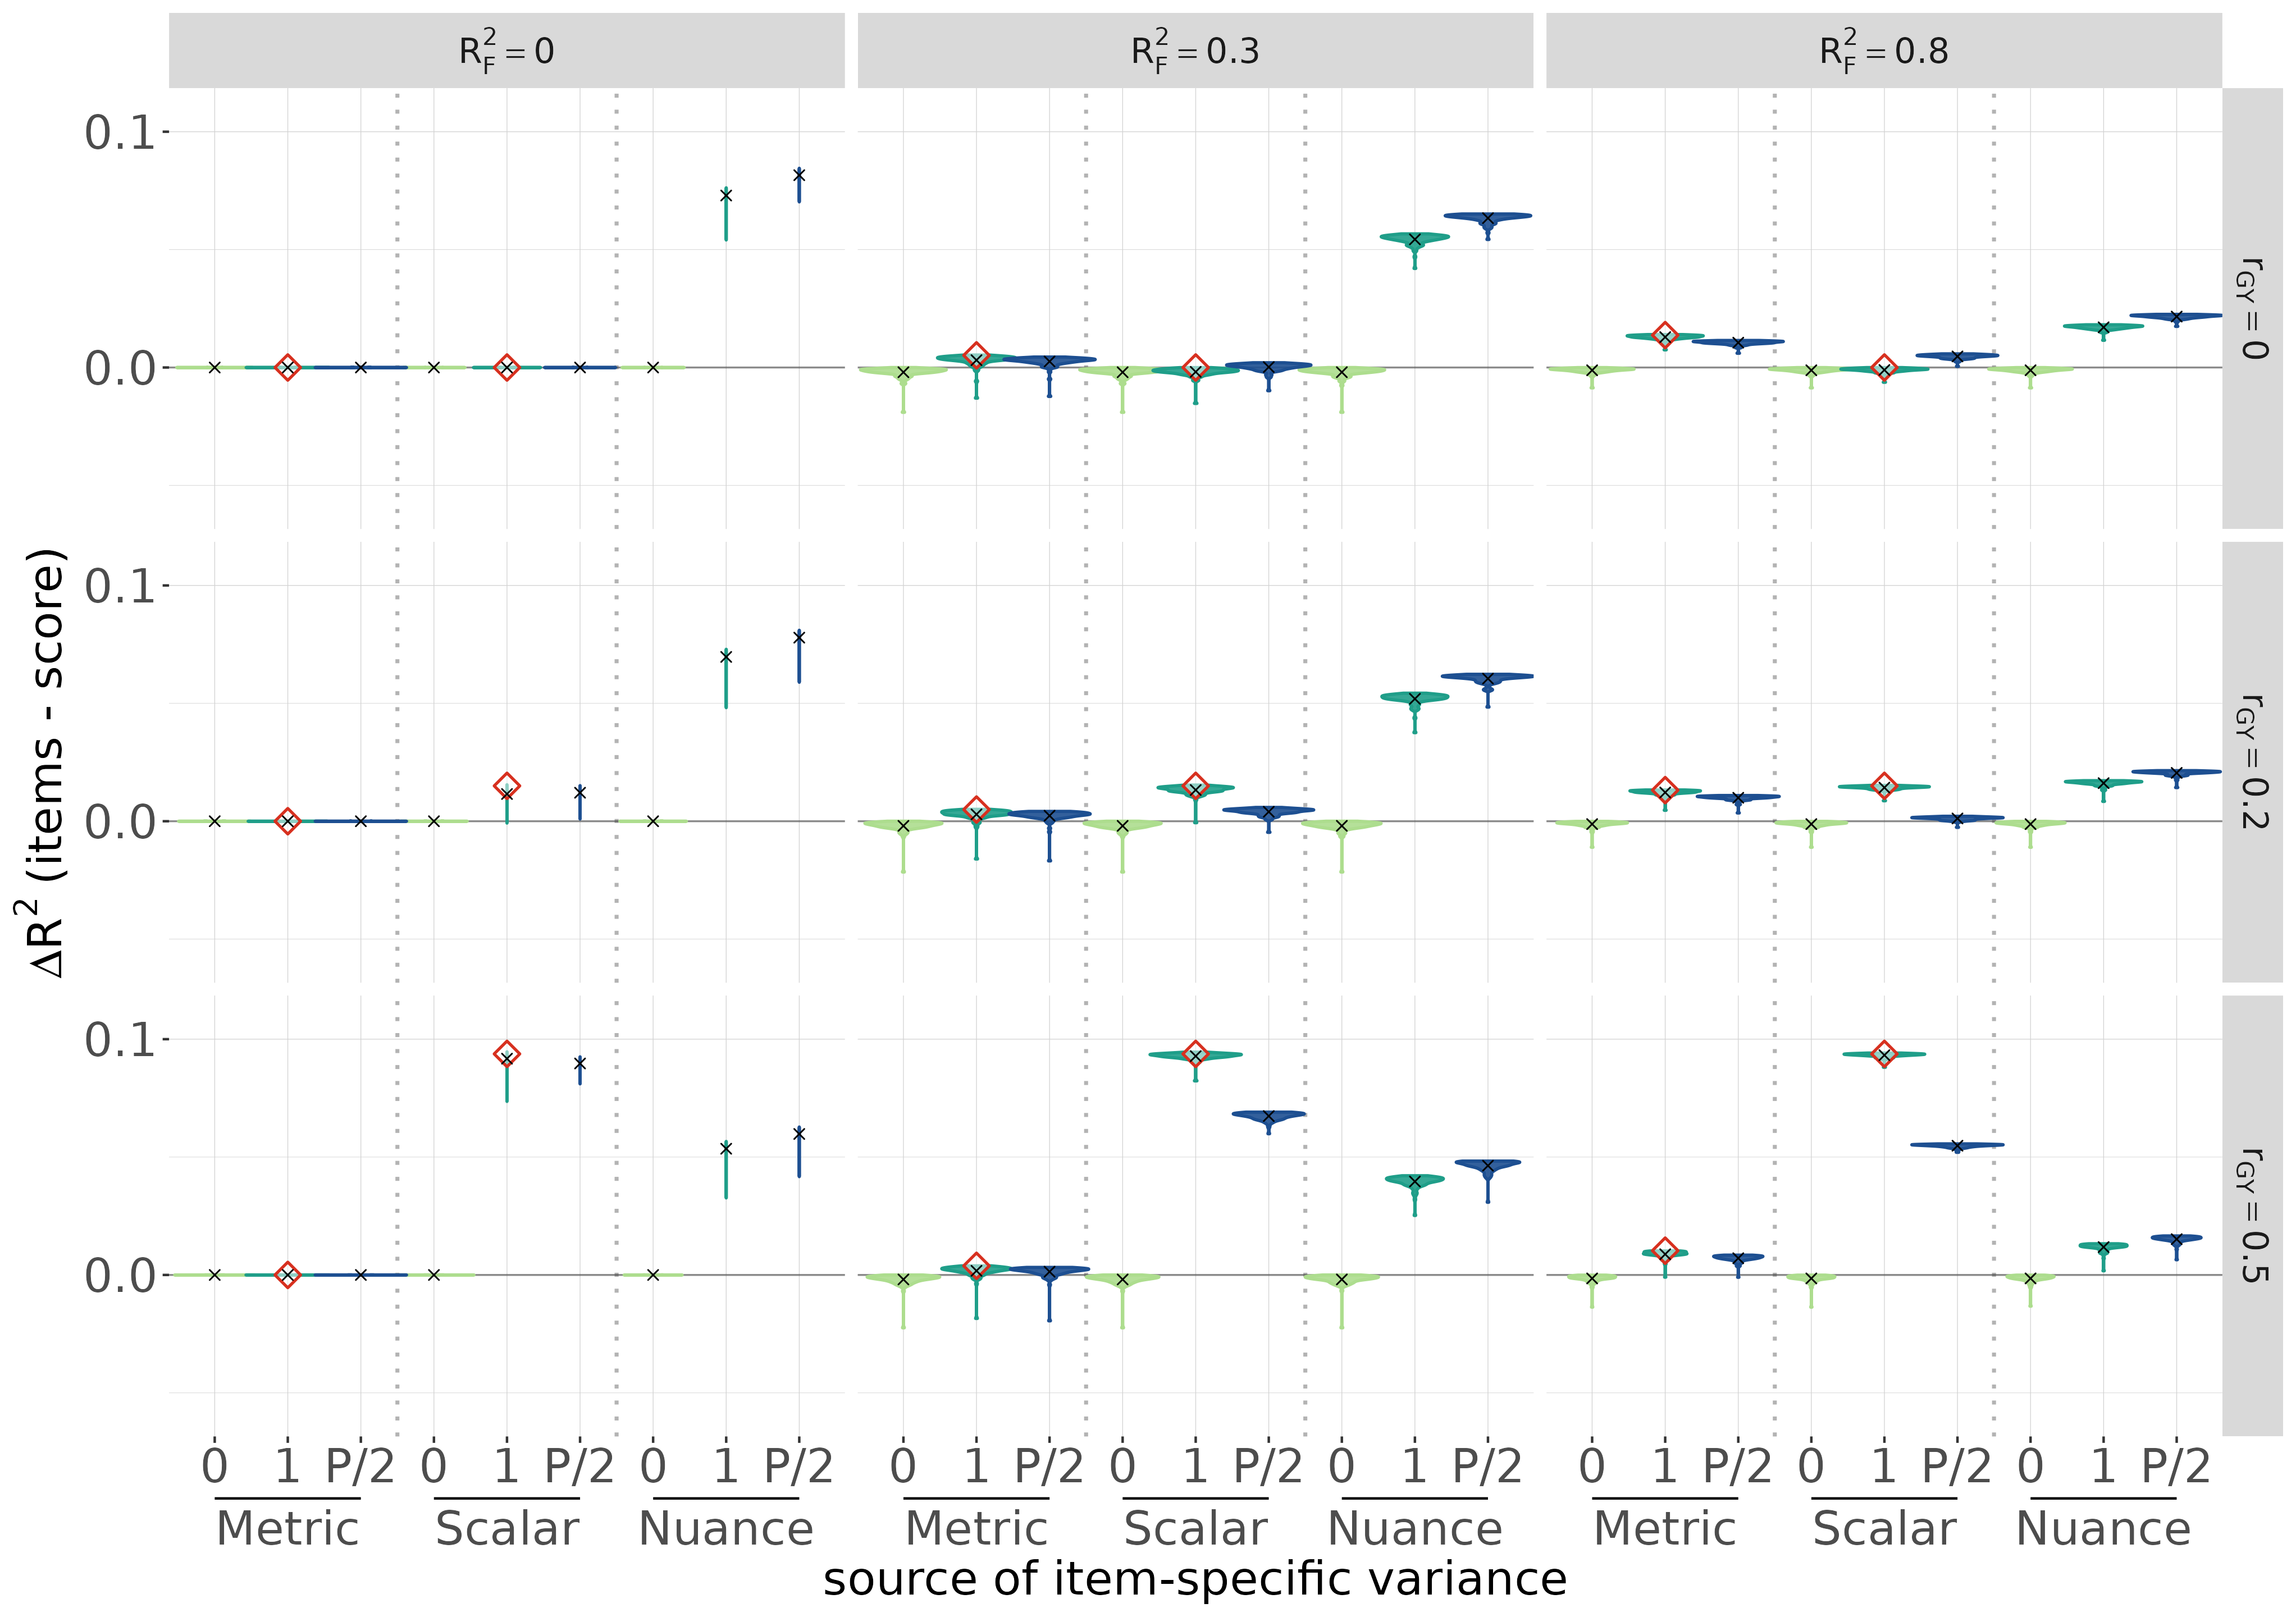 R²F = 0 R²F = 0.3 R²F = 0.8
0.1
0.0
rGY = 0
0.1
0.0
rGY = 0.2
0.1
0.0
rGY = 0.5
ΔR² (items - score)
0 1 P/2 0 1 P/2 0 1 P/2 0 1 P/2 0 1 P/2 0 1 P/2 0 1 P/2 0 1 P/2 0 1 P/2
Metric Scalar Nuance Metric Scalar Nuance Metric Scalar Nuance
source of item-specific variance